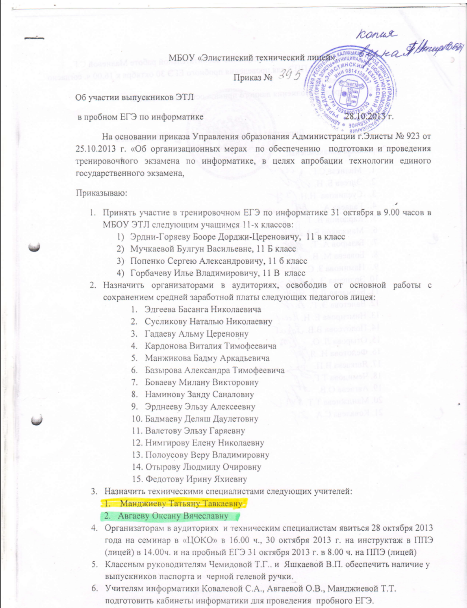 копия
верна
МБОУ «Элистинский технический лицей»
Приказ № 295
Об участии выпускников ЭТЛ
в пробном ЕГЭ по информатике 28.10.2013 г.
На основании приказа Управления образования Администрации г.Элисты № 923 от
25.10.2013 г. «Об организационных мерах по обеспечению подготовки и проведения
тренировочного экзамена по информатике, в целях апробации технологии единого
государственного экзамена,
Приказываю:
1. Принять участие в тренировочном ЕГЭ по информатике 31 октября в 9.00 часов в
МБОУ ЭТЛ следующим учащимся 11-х классов:
1) Эрдни-Горяеву Бооре Дорджи-Цереновичу, 11 в класс
2) Мучкаевой Булгун Васильевне, 11 Б класс
3) Попенко Сергею Александровичу, 11 б класс
4) Горбачеву Илье Владимировичу, 11 В класс
2. Назначить организаторами в аудиториях, освободив от основной работы с
сохранением средней заработной платы следующих педагогов лицея:
1. Эдгеева Басанга Николаевича
2. Сусликову Наталью Николаевну
3. Гадаеву Альму Цереновну
4. Кардонова Виталия Тимофеевича
5. Манжикова Бадму Аркадьевича
6. Базырова Александра Тимофеевича
7. Боваеву Милану Викторовну
8. Наминову Занду Саналовну
9. Эрднееву Эльзу Алексеевну
10. Бадмаеву Делиш Даулетовну
11. Валетову Эльзу Гаряевну
12. Нимгирову Елену Николаевну
13. Полоусову Веру Владимировну
14. Отырову Людмилу Очировну
15. Федотову Ирину Яхиевну
3. Назначить техническими специалистами следующих учителей:
1. Манджиеву Татьяну Тавкаевну
2. Авгаеву Оксану Вячеславну
4. Организаторам в аудиториях и техническим специалистам явиться 28 октября 2013
года на семинар в «ЦОКО» в 16.00 ч., 30 октября 2013 г. на инструктаж в ППЭ
(лицей) в 14.00ч. и на пробный ЕГЭ 31 октября 2013 г. в 8.00 ч. на ППЭ (лицей)
5. Классным руководителям Чемидовой Т.Г.. и Яшкаевой В.П. обеспечить наличие у
выпускников паспорта и черной гелевой ручки.
6. Учителям информатики Ковалевой С.А., Авгаевой О.В., Манджиевой Т.Т.
подготовить кабинеты информатики для проведения пробного ЕГЭ.